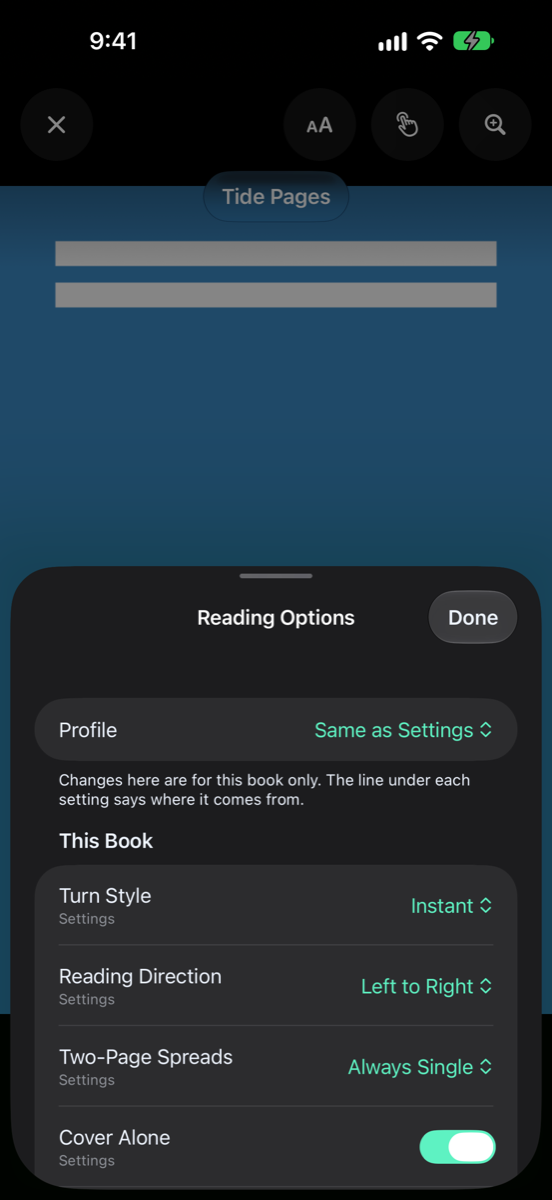 9:41
AA
Tide Pages
Reading Options
Done
Profile
Same as Settings
Changes here are for this book only. The line under each
setting says where it comes from.
This Book
Turn Style
Settings
Instant
Reading Direction
Settings
Left to Right
Two-Page Spreads
Settings
Always Single
Cover Alone
Settings